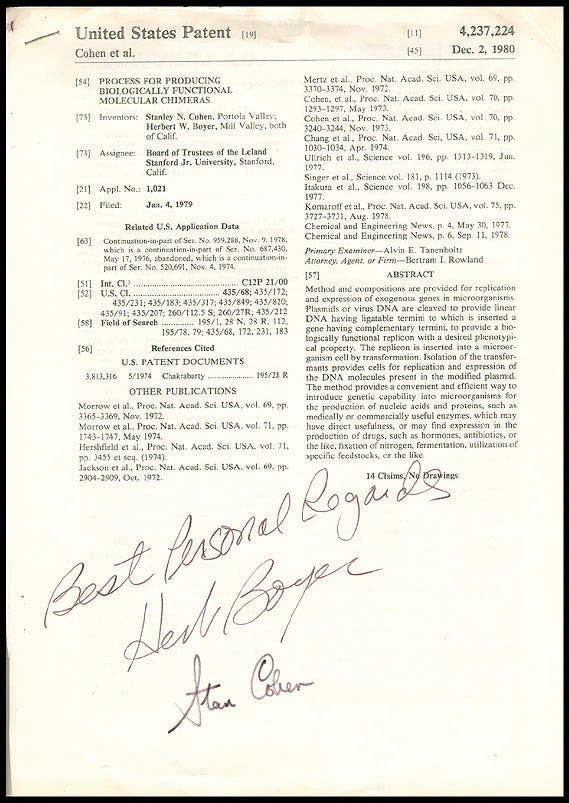 United States Patent [19]
[11] 4,237,224
Cohen et al.
[45] Dec. 2, 1980
[54] PROCESS FOR PRODUCING
BIOLOGICALLY FUNCTIONAL
MOLECULAR CHIMERAS
[75] Inventors: Stanley N. Cohen, Portola Valley;
Herbert W. Boyer, Mill Valley, both
of Calif.
[73] Assignee: Board of Trustees of the Leland
Stanford Jr. University, Stanford,
Calif.
[21] Appl. No.: 1,021
[22] Filed: Jan. 4, 1979
Related U.S. Application Data
[63] Continuation-in-part of Ser. No. 959,288, Nov. 9, 1978,
which is a continuation-in-part of Ser. No. 687,430,
May 17, 1976, abandoned, which is a continuation-in-
part of Ser. No. 520,691, Nov. 4, 1974.
[51] Int. Cl.³ ........................................ C12P 21/00
[52] U.S. Cl. .................................. 435/68; 435/172;
435/231; 435/183; 435/317; 435/849; 435/820;
435/91; 435/207; 260/112.5 S; 260/27R; 435/212
[58] Field of Search ............ 195/1, 28 N, 28 R, 112,
195/78, 79; 435/68, 172, 231, 183
[56] References Cited
U.S. PATENT DOCUMENTS
3,813,316 5/1974 Chakrabarty .................. 195/28 R
OTHER PUBLICATIONS
Morrow et al., Proc. Nat. Acad. Sci. USA, vol. 69, pp.
3365-3369, Nov. 1972.
Morrow et al., Proc. Nat. Acad. Sci. USA, vol. 71, pp.
1743-1747, May 1974.
Hershfield et al., Proc. Nat. Acad. Sci. USA, vol. 71,
pp. 3455 et seq. (1974).
Jackson et al., Proc. Nat. Acad. Sci. USA, vol. 69, pp.
2904-2909, Oct. 1972.
Mertz et al., Proc. Nat. Acad. Sci. USA, vol. 69, pp.
3370-3374, Nov. 1972.
Cohen, et al., Proc. Nat. Acad. Sci. USA, vol. 70, pp.
1293-1297, May 1973.
Cohen et al., Proc. Nat. Acad. Sci. USA, vol. 70, pp.
3240-3244, Nov. 1973.
Chang et al., Proc. Nat. Acad. Sci, USA, vol. 71, pp.
1030-1034, Apr. 1974.
Ullrich et al., Science vol. 196, pp. 1313-1319, Jun.
1977.
Singer et al., Science vol. 181, p. 1114 (1973).
Itakura et al., Science vol. 198, pp. 1056-1063 Dec.
1977.
Komaroff et al., Proc. Nat. Acad. Sci. USA, vol. 75, pp.
3727-3731, Aug. 1978.
Chemical and Engineering News, p. 4, May 30, 1977.
Chemical and Engineering News, p. 6, Sep. 11, 1978.
Primary Examiner—Alvin E. Tanenholtz
Attorney, Agent, or Firm—Bertram I. Rowland
[57] ABSTRACT
Method and compositions are provided for replication
and expression of exogenous genes in microorganisms.
Plasmids or virus DNA are cleaved to provide linear
DNA having ligatable termini to which is inserted a
gene having complementary termini, to provide a bio-
logically functional replicon with a desired phenotypi-
cal property. The replicon is inserted into a microor-
ganism cell by transformation. Isolation of the transfor-
mants provides cells for replication and expression of
the DNA molecules present in the modified plasmid.
The method provides a convenient and efficient way to
introduce genetic capability into microorganisms for
the production of nucleic acids and proteins, such as
medically or commercially useful enzymes, which may
have direct usefulness, or may find expression in the
production of drugs, such as hormones, antibiotics, or
the like, fixation of nitrogen, fermentation, utilization of
specific feedstocks, or the like.
14 Claims, No Drawings
Best Personal Regards
Herb Boyer
Stan Cohen